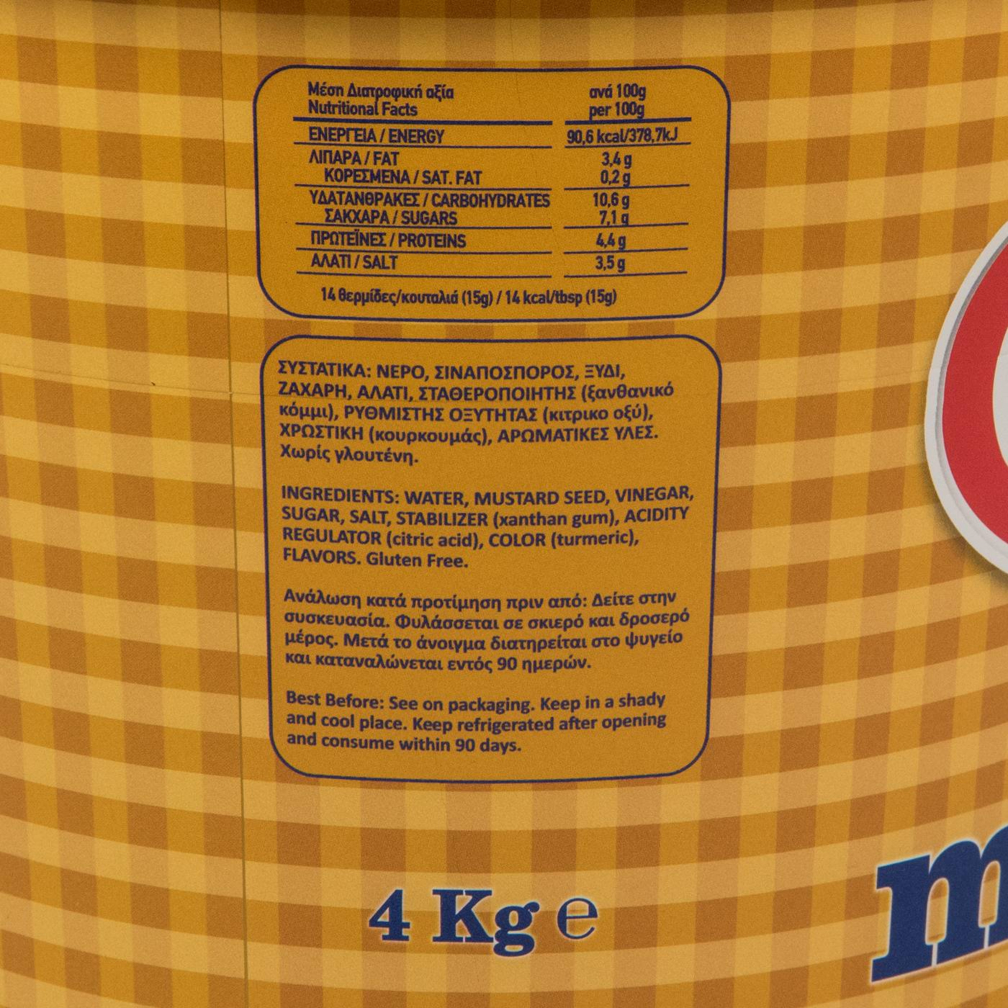 Μέση Διατροφική αξία ανά 100g
Nutritional Facts per 100g
ΕΝΕΡΓΕΙΑ / ENERGY 90,6 kcal/378,7kJ
ΛΙΠΑΡΑ / FAT 3,4 g
ΚΟΡΕΣΜΕΝΑ / SAT. FAT 0,2 g
ΥΔΑΤΑΝΘΡΑΚΕΣ / CARBOHYDRATES 10,6 g
ΣΑΚΧΑΡΑ / SUGARS 7,1 g
ΠΡΩΤΕΪΝΕΣ / PROTEINS 4,4 g
ΑΛΑΤΙ / SALT 3,5 g
14 θερμίδες/κουταλιά (15g) / 14 kcal/tbsp (15g)
ΣΥΣΤΑΤΙΚΑ: ΝΕΡΟ, ΣΙΝΑΠΟΣΠΟΡΟΣ, ΞΥΔΙ,
ΖΑΧΑΡΗ, ΑΛΑΤΙ, ΣΤΑΘΕΡΟΠΟΙΗΤΗΣ (ξανθανικό
κόμμι), ΡΥΘΜΙΣΤΗΣ ΟΞΥΤΗΤΑΣ (κιτρικο οξύ),
ΧΡΩΣΤΙΚΗ (κουρκουμάς), ΑΡΩΜΑΤΙΚΕΣ ΥΛΕΣ.
Χωρίς γλουτένη.
INGREDIENTS: WATER, MUSTARD SEED, VINEGAR,
SUGAR, SALT, STABILIZER (xanthan gum), ACIDITY
REGULATOR (citric acid), COLOR (turmeric),
FLAVORS. Gluten Free.
Ανάλωση κατά προτίμηση πριν από: Δείτε στην
συσκευασία. Φυλάσσεται σε σκιερό και δροσερό
μέρος. Μετά το άνοιγμα διατηρείται στο ψυγείο
και καταναλώνεται εντός 90 ημερών.
Best Before: See on packaging. Keep in a shady
and cool place. Keep refrigerated after opening
and consume within 90 days.
4 Kg e